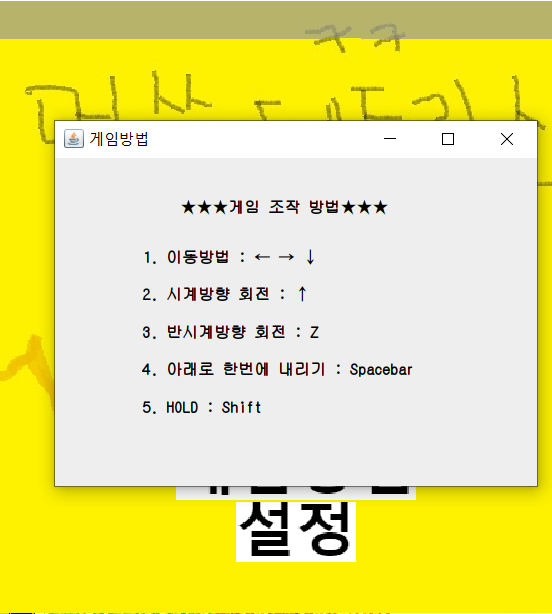 ㅋㅋ
게임방법
★★★게임 조작 방법★★★
1. 이동방법 : ← → ↓
2. 시계방향 회전 : ↑
3. 반시계방향 회전 : Z
4. 아래로 한번에 내리기 : Spacebar
5. HOLD : Shift
설정